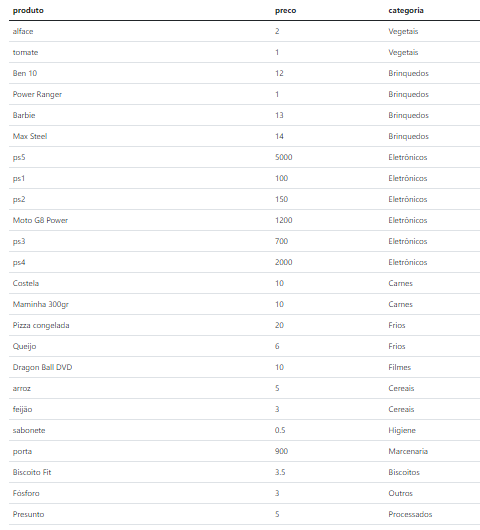 produto preco categoria
alface 2 Vegetais
tomate 1 Vegetais
Ben 10 12 Brinquedos
Power Ranger 1 Brinquedos
Barbie 13 Brinquedos
Max Steel 14 Brinquedos
ps5 5000 Eletrônicos
ps1 100 Eletrônicos
ps2 150 Eletrônicos
Moto G8 Power 1200 Eletrônicos
ps3 700 Eletrônicos
ps4 2000 Eletrônicos
Costela 10 Carnes
Maminha 300gr 10 Carnes
Pizza congelada 20 Frios
Queijo 6 Frios
Dragon Ball DVD 10 Filmes
arroz 5 Cereais
feijão 3 Cereais
sabonete 0.5 Higiene
porta 900 Marcenaria
Biscoito Fit 3.5 Biscoitos
Fósforo 3 Outros
Presunto 5 Processados